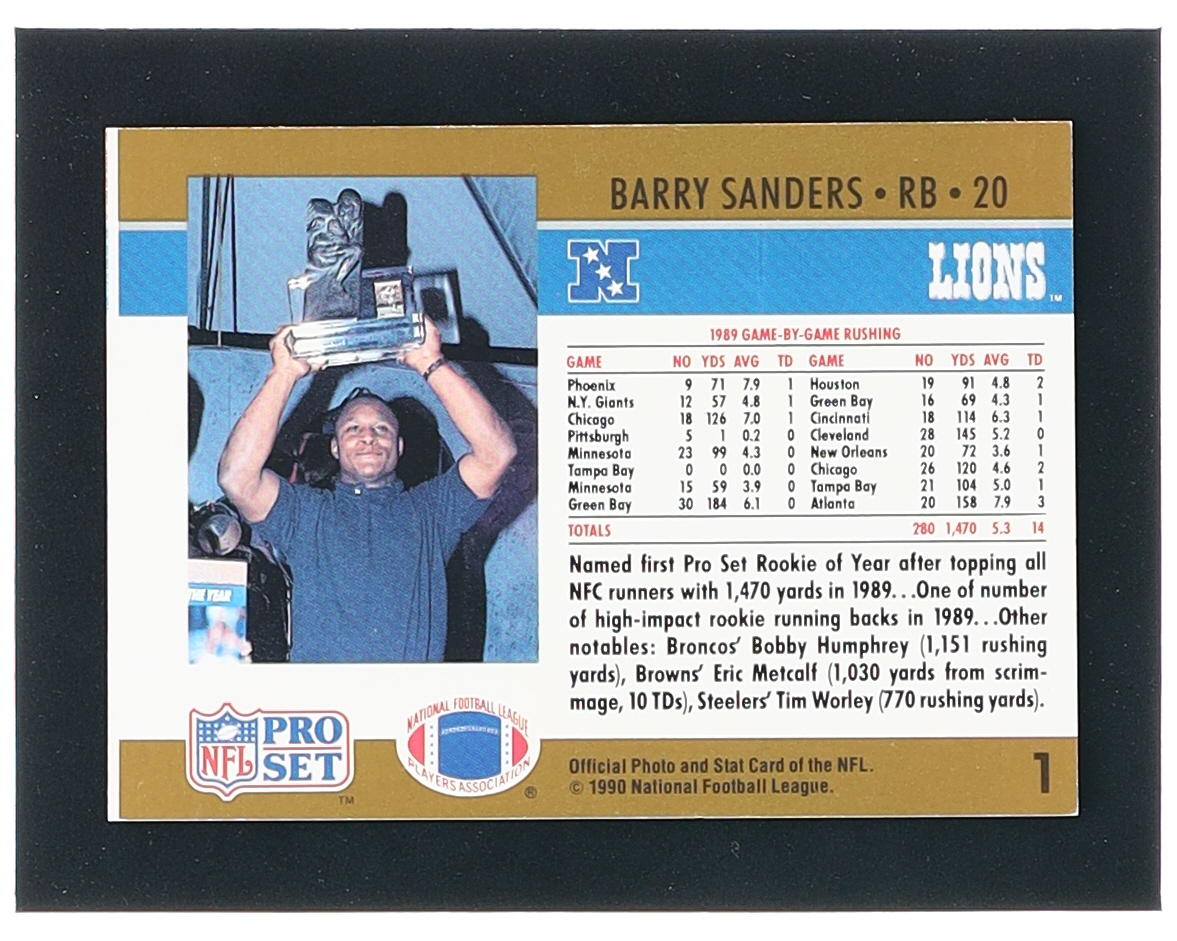 BARRY SANDERS • RB • 20
N
LIONS™
1989 GAME-BY-GAME RUSHING
GAME NO YDS AVG TD GAME NO YDS AVG TD
Phoenix 9 71 7.9 1 Houston 19 91 4.8 2
N.Y. Giants 12 57 4.8 1 Green Bay 16 69 4.3 1
Chicago 18 126 7.0 1 Cincinnati 18 114 6.3 1
Pittsburgh 5 1 0.2 0 Cleveland 28 145 5.2 0
Minnesota 23 99 4.3 0 New Orleans 20 72 3.6 1
Tampa Bay 0 0 0.0 0 Chicago 26 120 4.6 2
Minnesota 15 59 3.9 0 Tampa Bay 21 104 5.0 1
Green Bay 30 184 6.1 0 Atlanta 20 158 7.9 3
TOTALS 280 1,470 5.3 14
Named first Pro Set Rookie of Year after topping all
NFC runners with 1,470 yards in 1989...One of number
of high-impact rookie running backs in 1989...Other
notables: Broncos' Bobby Humphrey (1,151 rushing
yards), Browns' Eric Metcalf (1,030 yards from scrim-
mage, 10 TDs), Steelers' Tim Worley (770 rushing yards).
THE YEAR
NFL PRO SET™
NATIONAL FOOTBALL LEAGUE
PLAYERS ASSOCIATION ®
Official Photo and Stat Card of the NFL.
© 1990 National Football League.
1